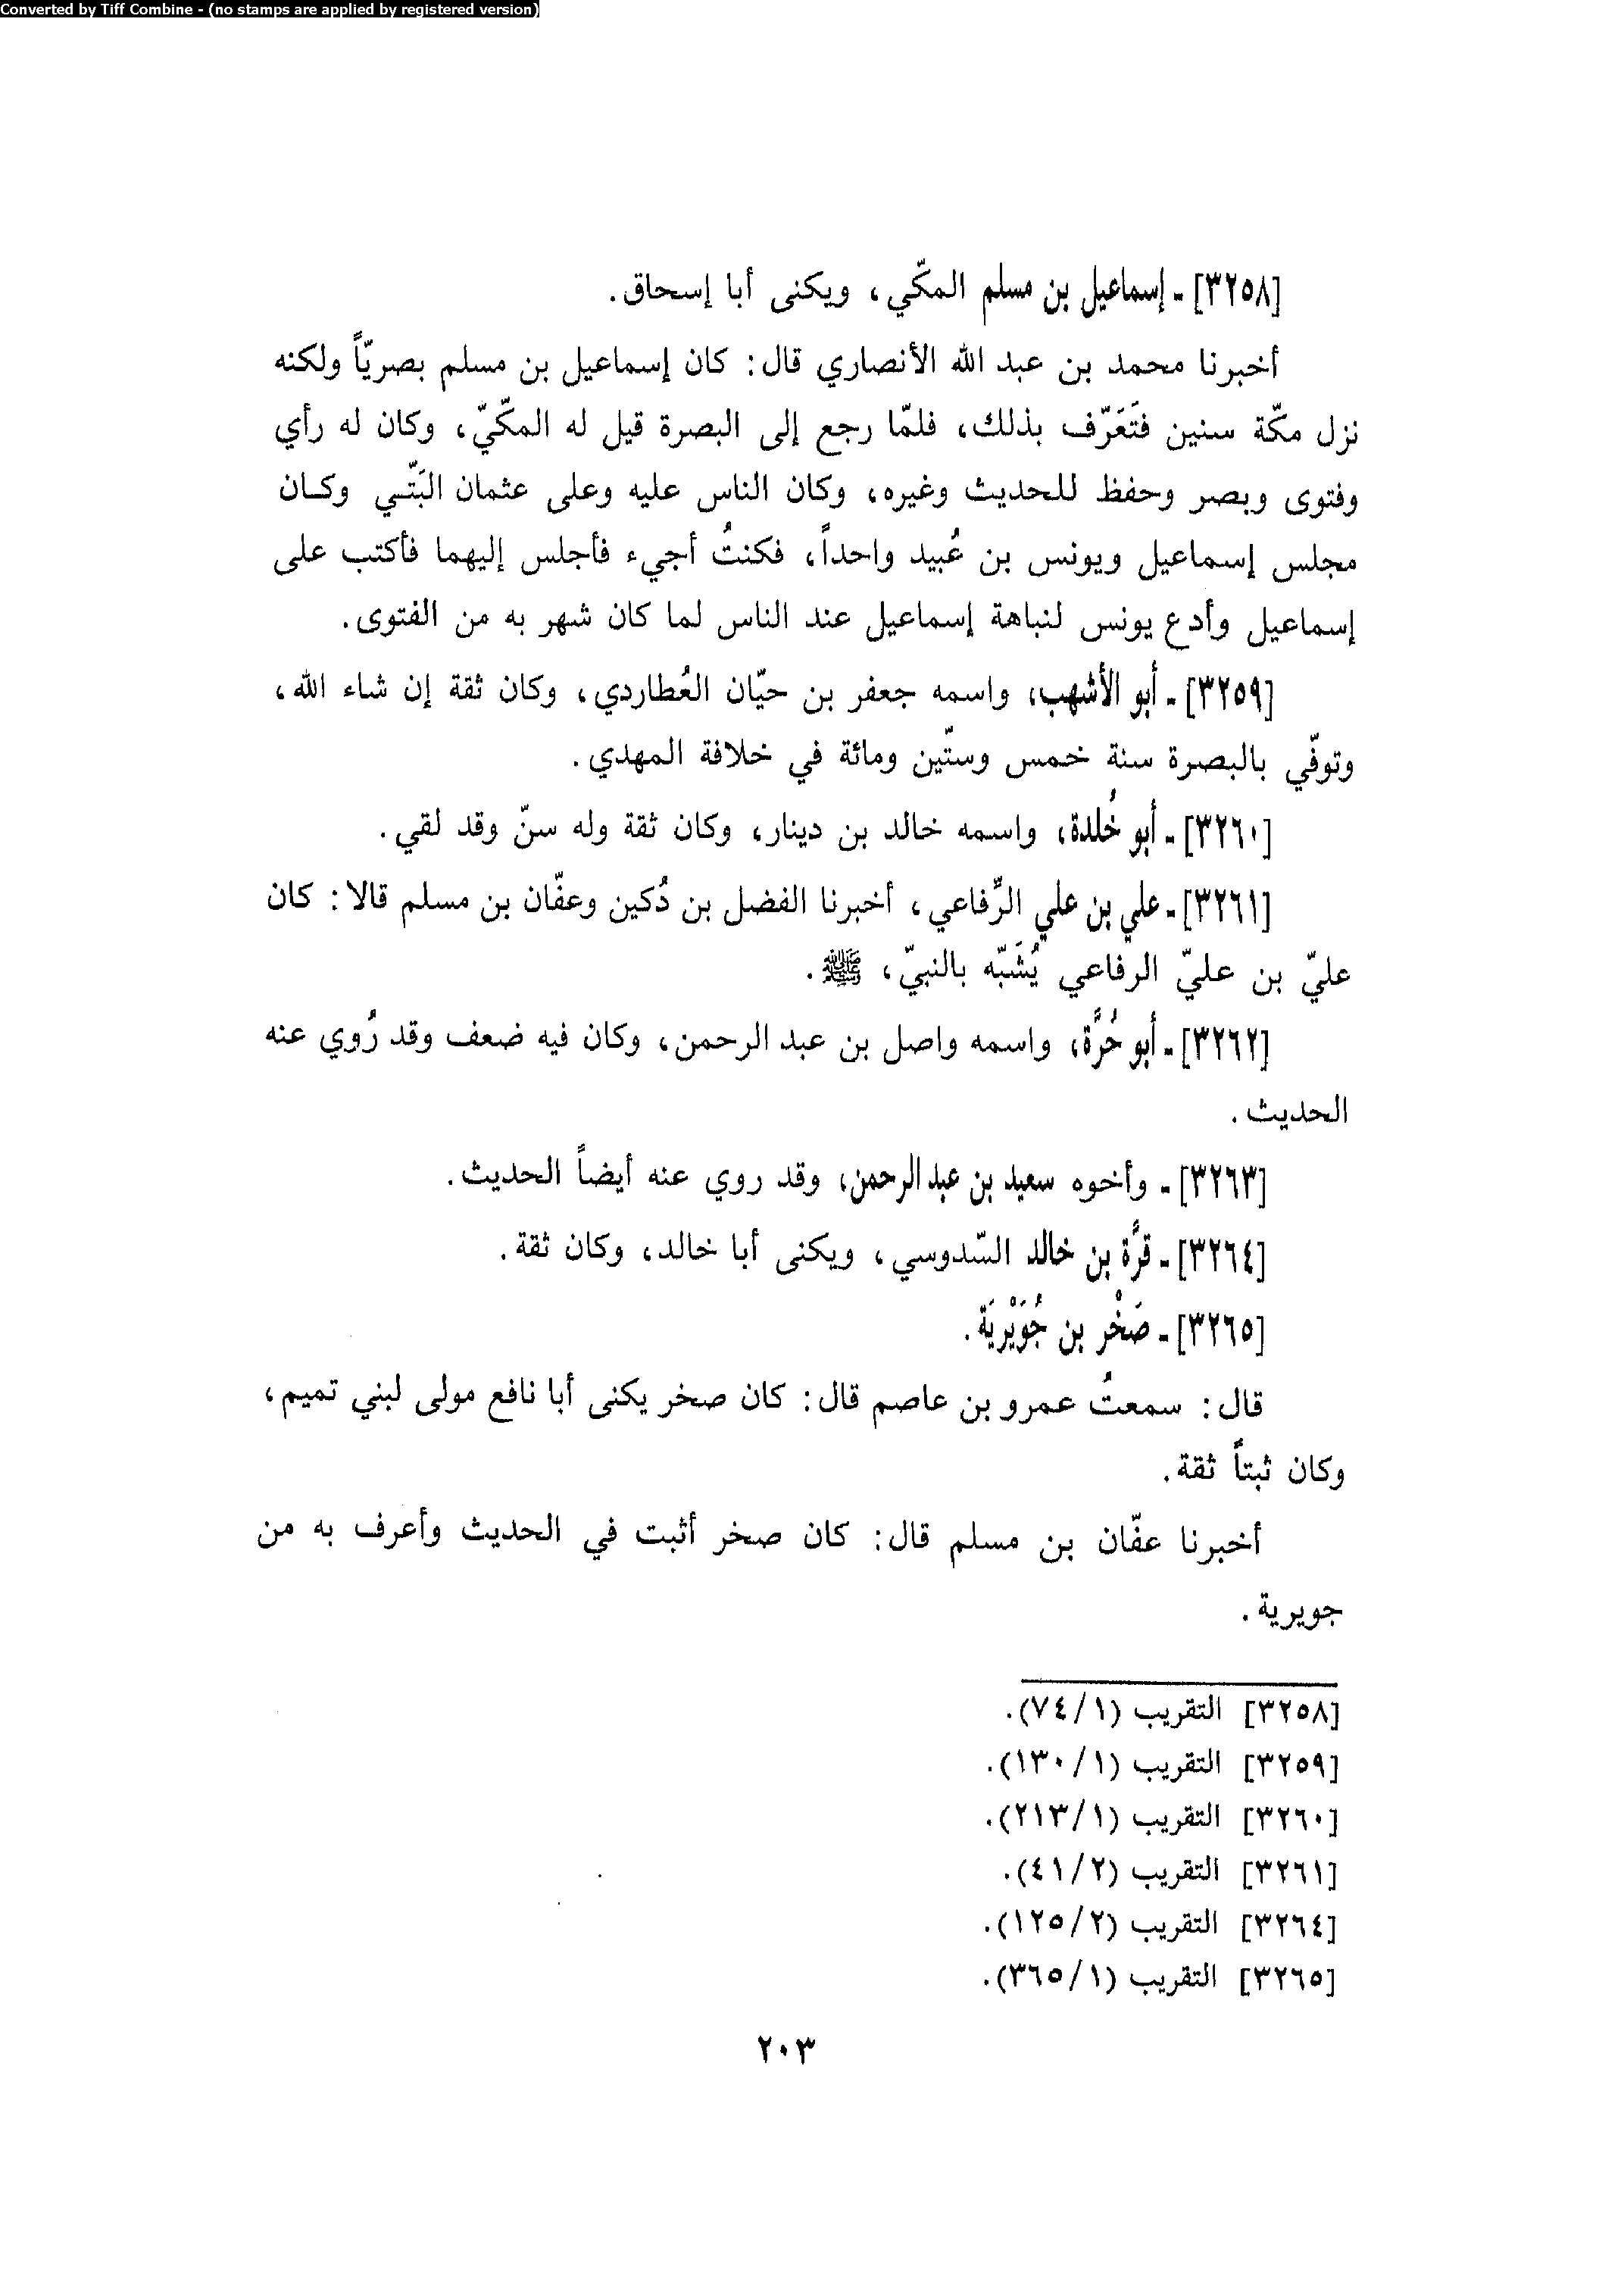 Converted by Tiff Combine - (no stamps are applied by registered version)
[٣٢٥٨] - إسماعيل بن مسلم المكّي، ويكنى أبا إسحاق.
أخبرنا محمد بن عبد الله الأنصاري قال: كان إسماعيل بن مسلم بصريّاً ولكنه
نزل مكّة سنين فتَعَرّف بذلك، فلمّا رجع إلى البصرة قيل له المكّيّ، وكان له رأي
وفتوى وبصر وحفظ للحديث وغيره، وكان الناس عليه وعلى عثمان البَتّي وكان
مجلس إسماعيل ويونس بن عُبيد واحداً، فكنتُ أجيء فأجلس إليهما فأكتب على
إسماعيل وأدع يونس لنباهة إسماعيل عند الناس لما كان شهر به من الفتوى.
[٣٢٥٩] - أبو الأشهب، واسمه جعفر بن حيّان العُطاردي، وكان ثقة إن شاء الله،
وتوفّي بالبصرة سنة خمس وستّين ومائة في خلافة المهدي.
[٣٢٦٠] - أبو خُلدة، واسمه خالد بن دينار، وكان ثقة وله سنّ وقد لقي.
[٣٢٦١] - علي بن علي الرِّفاعي، أخبرنا الفضل بن دُكين وعفّان بن مسلم قالا: كان
عليّ بن عليّ الرفاعي يُشَبّه بالنبيّ، ﷺ.
[٣٢٦٢] - أبو حُرَّة، واسمه واصل بن عبد الرحمن، وكان فيه ضعف وقد رُوي عنه
الحديث.
[٣٢٦٣] - وأخوه سعيد بن عبد الرحمن، وقد روي عنه أيضاً الحديث.
[٣٢٦٤] - قرَّة بن خالد السّدوسي، ويكنى أبا خالد، وكان ثقة.
[٣٢٦٥] - صَخْر بن جُوَيْرِيَة.
قال: سمعتُ عمرو بن عاصم قال: كان صخر يكنى أبا نافع مولى لبني تميم،
وكان ثبتاً ثقة.
أخبرنا عفّان بن مسلم قال: كان صخر أثبت في الحديث وأعرف به من
جويرية.
[٣٢٥٨] التقريب (٧٤/١).
[٣٢٥٩] التقريب (١٣٠/١).
[٣٢٦٠] التقريب (٢١٣/١).
[٣٢٦١] التقريب (٤١/٢).
[٣٢٦٤] التقريب (١٢٥/٢).
[٣٢٦٥] التقريب (٣٦٥/١).
٢٠٣